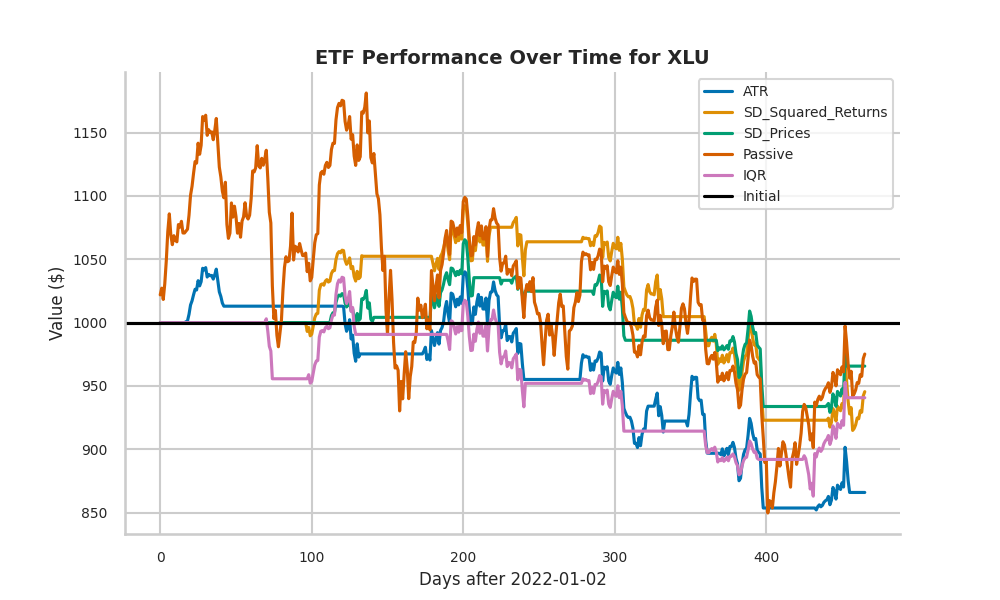 ETF Performance Over Time for XLU
ATR
SD_Squared_Returns
SD_Prices
Passive
IQR
Initial
Value ($)
1150
1100
1050
1000
950
900
850
0 100 200 300 400
Days after 2022-01-02